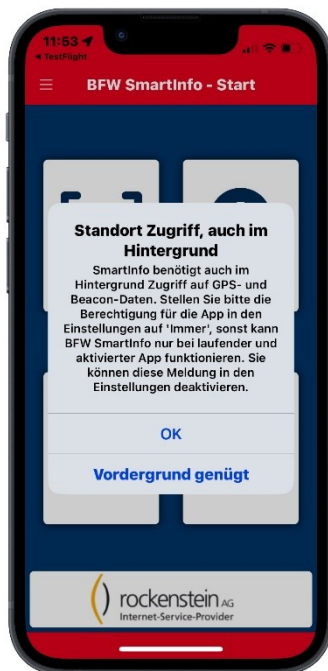 11:53
◀ TestFlight
BFW SmartInfo - Start
Standort Zugriff, auch im
Hintergrund
SmartInfo benötigt auch im
Hintergrund Zugriff auf GPS- und
Beacon-Daten. Stellen Sie bitte die
Berechtigung für die App in den
Einstellungen auf 'Immer', sonst kann
BFW SmartInfo nur bei laufender und
aktivierter App funktionieren. Sie
können diese Meldung in den
Einstellungen deaktivieren.
OK
Vordergrund genügt
rockenstein AG
Internet-Service-Provider